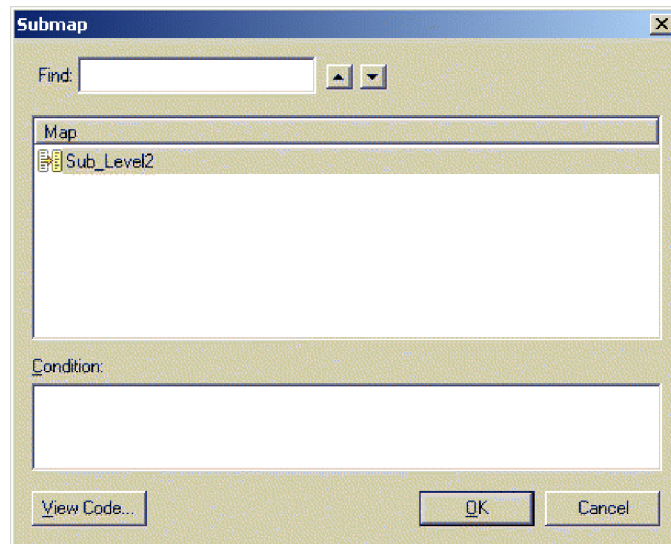 Submap
Find:
Map
Sub_Level2
Condition:
View Code... OK Cancel